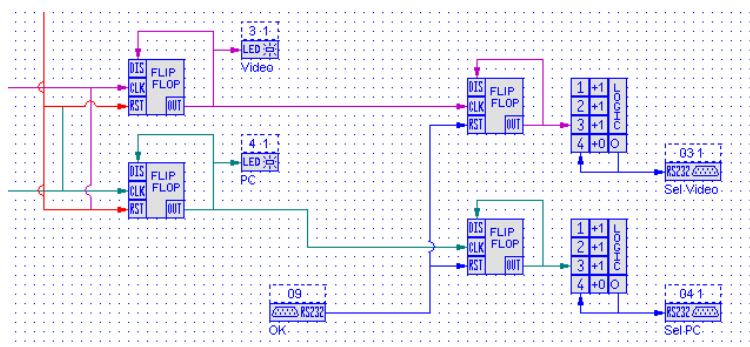 3 1
LED
Video
DIS
CLK
RST
FLIP
FLOP
OUT
4 1
LED
PC
DIS
CLK
RST
FLIP
FLOP
OUT
DIS
CLK
RST
FLIP
FLOP
OUT
1 +1
2 +1
3 +1
4 +0 O
LOGIC
03 1
RS232
Sel-Video
DIS
CLK
RST
FLIP
FLOP
OUT
1 +1
2 +1
3 +1
4 +0 O
LOGIC
09
RS232
OK
04 1
RS232
Sel-PC